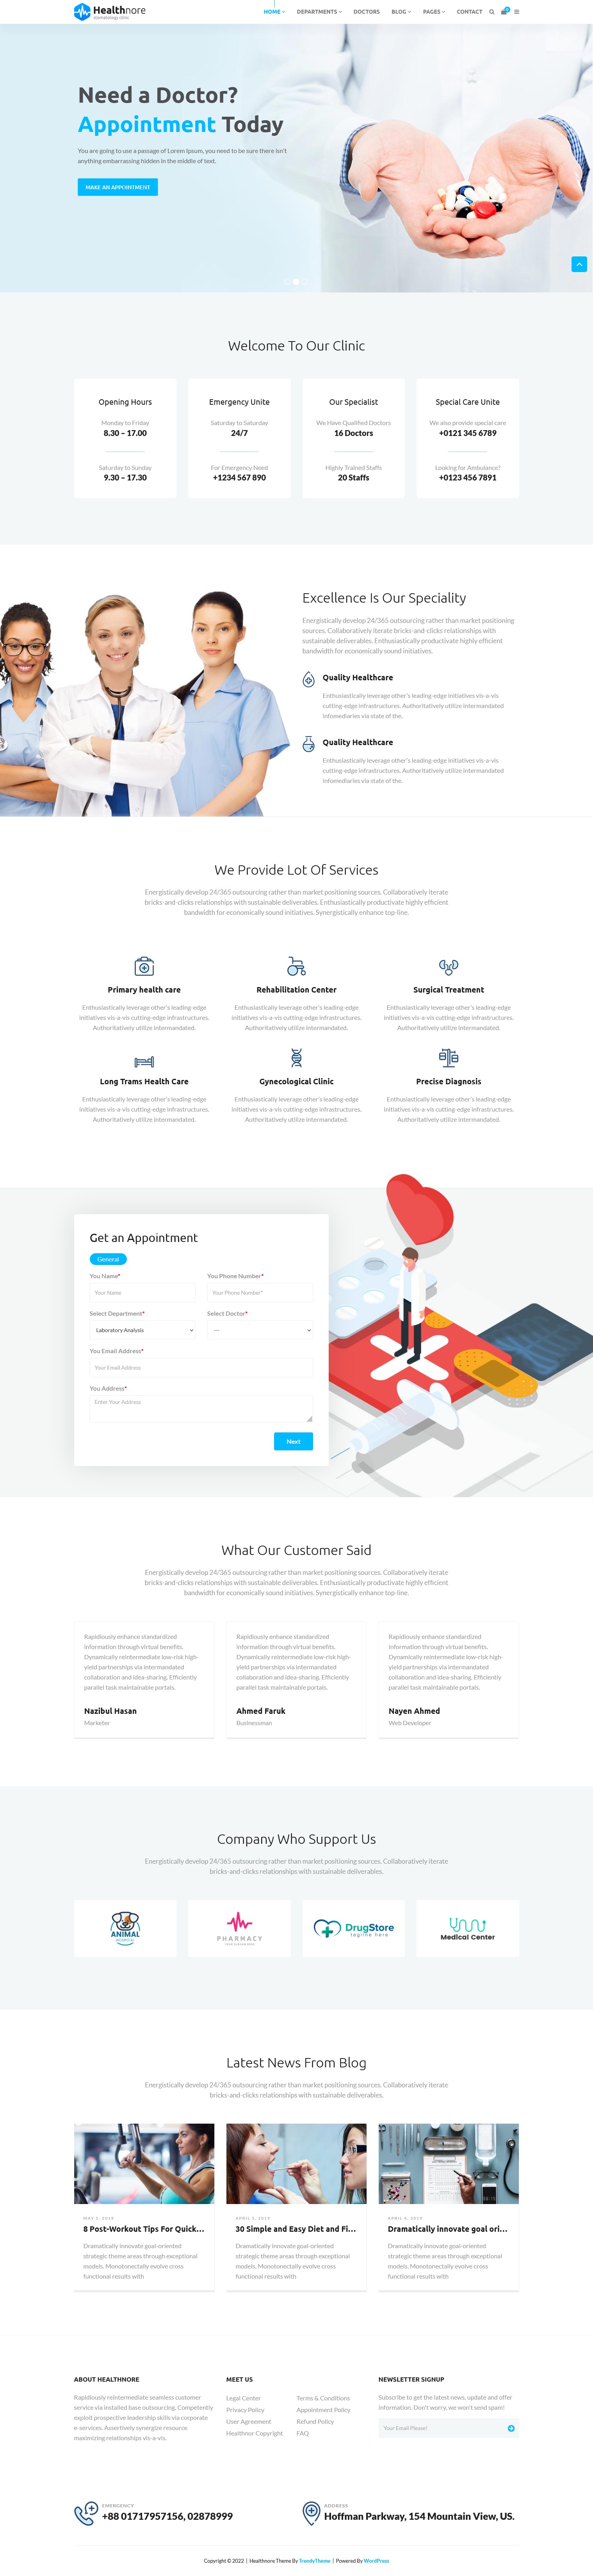 Healthnore
stomatology clinic
HOME
DEPARTMENTS
DOCTORS
BLOG
PAGES
CONTACT
0
Need a Doctor?
Appointment Today
You are going to use a passage of Lorem Ipsum, you need to be sure there isn't
anything embarrassing hidden in the middle of text.
MAKE AN APPOINTMENT
Welcome To Our Clinic
Opening Hours
Monday to Friday
8.30 – 17.00
Saturday to Sunday
9.30 – 17.30
Emergency Unite
Saturday to Saturday
24/7
For Emergency Need
+1234 567 890
Our Specialist
We Have Qualified Doctors
16 Doctors
Highly Trained Staffs
20 Staffs
Special Care Unite
We also provide special care
+0121 345 6789
Looking for Ambulance?
+0123 456 7891
Excellence Is Our Speciality
Energistically develop 24/365 outsourcing rather than market positioning
sources. Collaboratively iterate bricks-and-clicks relationships with
sustainable deliverables. Enthusiastically productivate highly efficient
bandwidth for economically sound initiatives.
Quality Healthcare
Enthusiastically leverage other's leading-edge initiatives vis-a-vis
cutting-edge infrastructures. Authoritatively utilize intermandated
infomediaries via state of the.
Quality Healthcare
Enthusiastically leverage other's leading-edge initiatives vis-a-vis
cutting-edge infrastructures. Authoritatively utilize intermandated
infomediaries via state of the.
We Provide Lot Of Services
Energistically develop 24/365 outsourcing rather than market positioning sources. Collaboratively iterate
bricks-and-clicks relationships with sustainable deliverables. Enthusiastically productivate highly efficient
bandwidth for economically sound initiatives. Synergistically enhance top-line.
Primary health care
Enthusiastically leverage other's leading-edge
initiatives vis-a-vis cutting-edge infrastructures.
Authoritatively utilize intermandated.
Rehabilitation Center
Enthusiastically leverage other's leading-edge
initiatives vis-a-vis cutting-edge infrastructures.
Authoritatively utilize intermandated.
Surgical Treatment
Enthusiastically leverage other's leading-edge
initiatives vis-a-vis cutting-edge infrastructures.
Authoritatively utilize intermandated.
Long Trams Health Care
Enthusiastically leverage other's leading-edge
initiatives vis-a-vis cutting-edge infrastructures.
Authoritatively utilize intermandated.
Gynecological Clinic
Enthusiastically leverage other's leading-edge
initiatives vis-a-vis cutting-edge infrastructures.
Authoritatively utilize intermandated.
Precise Diagnosis
Enthusiastically leverage other's leading-edge
initiatives vis-a-vis cutting-edge infrastructures.
Authoritatively utilize intermandated.
Get an Appointment
General
You Name*
Your Name
You Phone Number*
Your Phone Number*
Select Department*
Laboratory Analysis
Select Doctor*
---
You Email Address*
Your Email Address
You Address*
Enter Your Address
Next
What Our Customer Said
Energistically develop 24/365 outsourcing rather than market positioning sources. Collaboratively iterate
bricks-and-clicks relationships with sustainable deliverables. Enthusiastically productivate highly efficient
bandwidth for economically sound initiatives. Synergistically enhance top-line.
Rapidiously enhance standardized
information through virtual benefits.
Dynamically reintermediate low-risk high-
yield partnerships via intermandated
collaboration and idea-sharing. Efficiently
parallel task maintainable portals.
Nazibul Hasan
Marketer
Rapidiously enhance standardized
information through virtual benefits.
Dynamically reintermediate low-risk high-
yield partnerships via intermandated
collaboration and idea-sharing. Efficiently
parallel task maintainable portals.
Ahmed Faruk
Businessman
Rapidiously enhance standardized
information through virtual benefits.
Dynamically reintermediate low-risk high-
yield partnerships via intermandated
collaboration and idea-sharing. Efficiently
parallel task maintainable portals.
Nayen Ahmed
Web Developer
Company Who Support Us
Energistically develop 24/365 outsourcing rather than market positioning sources. Collaboratively iterate
bricks-and-clicks relationships with sustainable deliverables.
ANIMAL
HOSPITAL
PHARMACY
DrugStore
tagline here
Medical Center
Latest News From Blog
Energistically develop 24/365 outsourcing rather than market positioning sources. Collaboratively iterate
bricks-and-clicks relationships with sustainable deliverables.
MAY 2, 2019
8 Post-Workout Tips For Quick...
Dramatically innovate goal-oriented
strategic theme areas through exceptional
models. Monotonectally evolve cross
functional results with
APRIL 3, 2019
30 Simple and Easy Diet and Fi...
Dramatically innovate goal-oriented
strategic theme areas through exceptional
models. Monotonectally evolve cross
functional results with
APRIL 3, 2019
Dramatically innovate goal ori...
Dramatically innovate goal-oriented
strategic theme areas through exceptional
models. Monotonectally evolve cross
functional results with
ABOUT HEALTHNORE
Rapidiously reintermediate seamless customer
service via installed base outsourcing. Competently
exploit prospective leadership skills via corporate
e-services. Assertively synergize resource
maximizing relationships vis-a-vis.
MEET US
Legal Center
Privacy Policy
User Agreement
Healthnor Copyright
Terms & Conditions
Appointment Policy
Refund Policy
FAQ
NEWSLETTER SIGNUP
Subscribe to get the latest news, update and offer
information. Don't worry, we won't send spam!
Your Email Please!
EMERGENCY
+88 01717957156, 02878999
ADDRESS
Hoffman Parkway, 154 Mountain View, US.
Copyright © 2022 | Healthnore Theme By TrendyTheme | Powered By WordPress